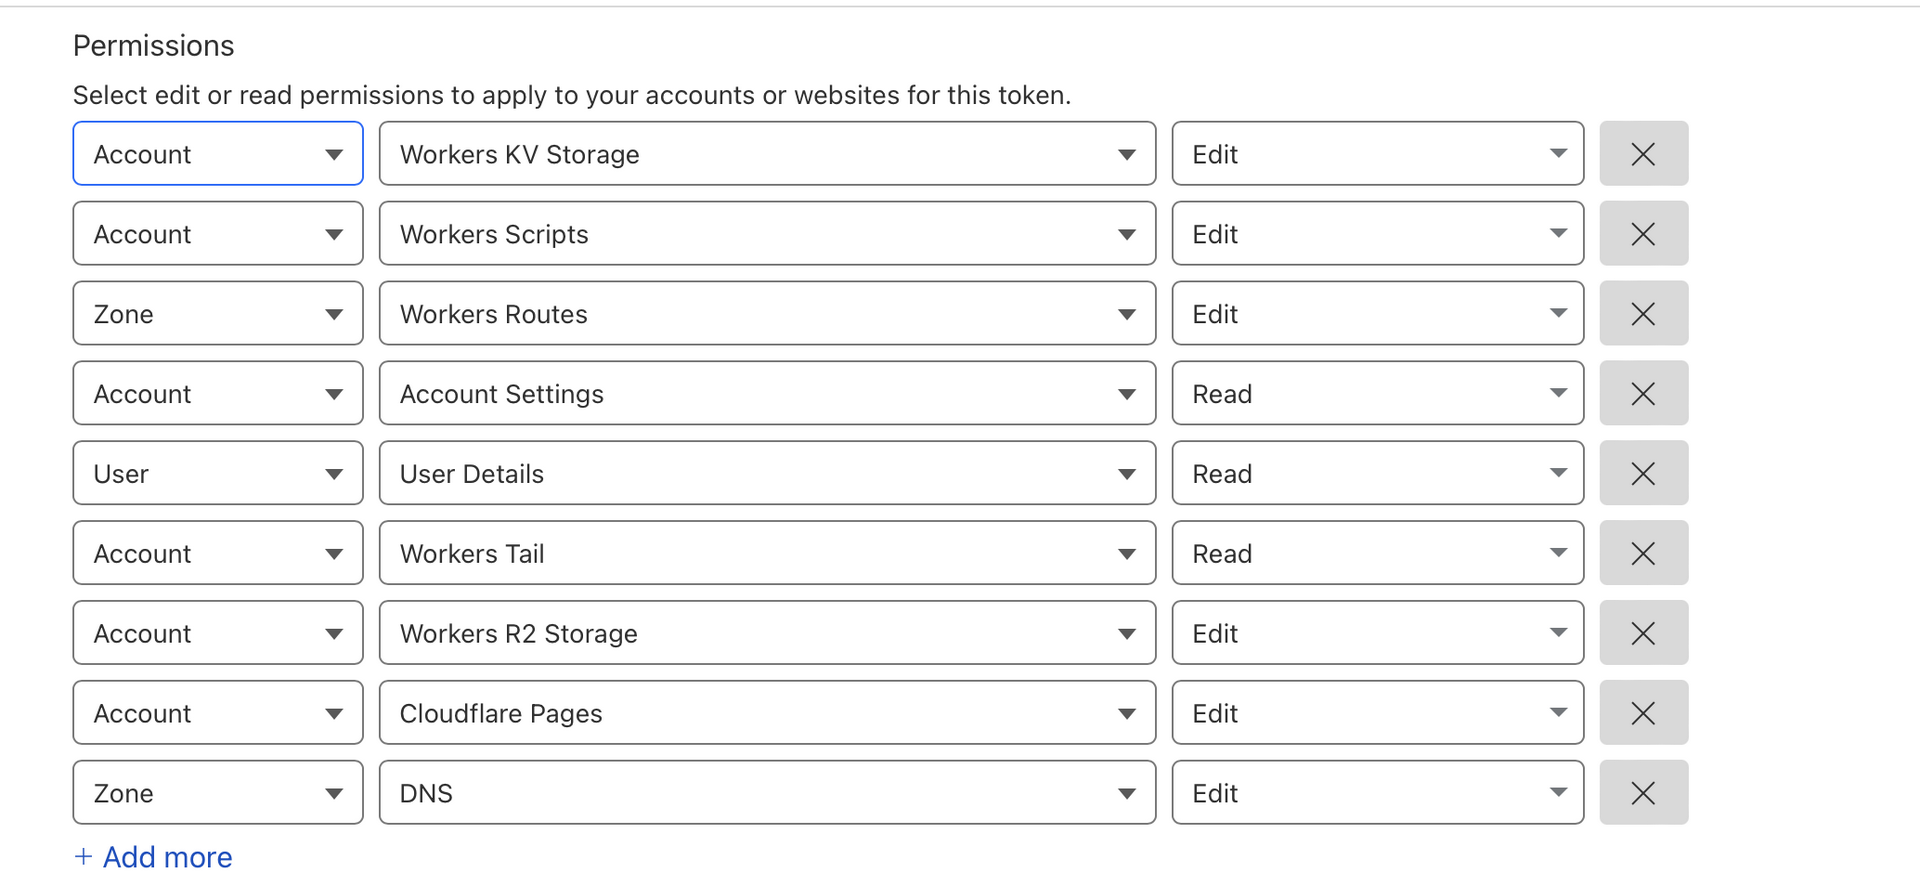 Permissions
Select edit or read permissions to apply to your accounts or websites for this token.
Account Workers KV Storage Edit
Account Workers Scripts Edit
Zone Workers Routes Edit
Account Account Settings Read
User User Details Read
Account Workers Tail Read
Account Workers R2 Storage Edit
Account Cloudflare Pages Edit
Zone DNS Edit
+ Add more